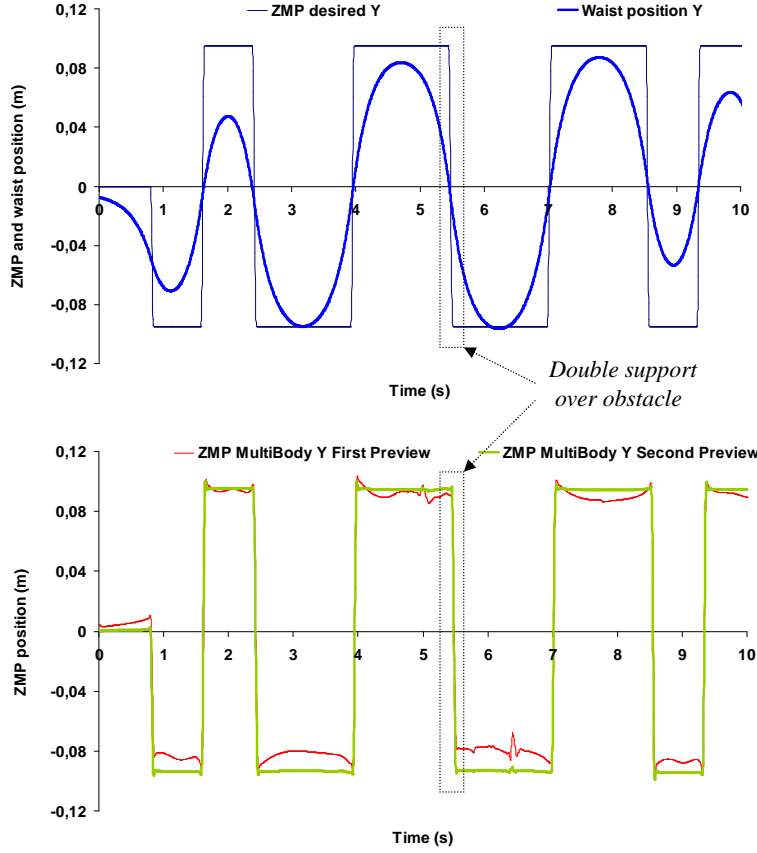 0,12
ZMP desired Y
Waist position Y
0,08
0,04
0
-0,04
-0,08
-0,12
ZMP and waist position (m)
0 1 2 3 4 5 6 7 8 9 10
Time (s)
Double support
over obstacle
0,12
ZMP MultiBody Y First Preview
ZMP MultiBody Y Second Preview
0,08
0,04
0
-0,04
-0,08
-0,12
ZMP position (m)
0 1 2 3 4 5 6 7 8 9 10
Time (s)